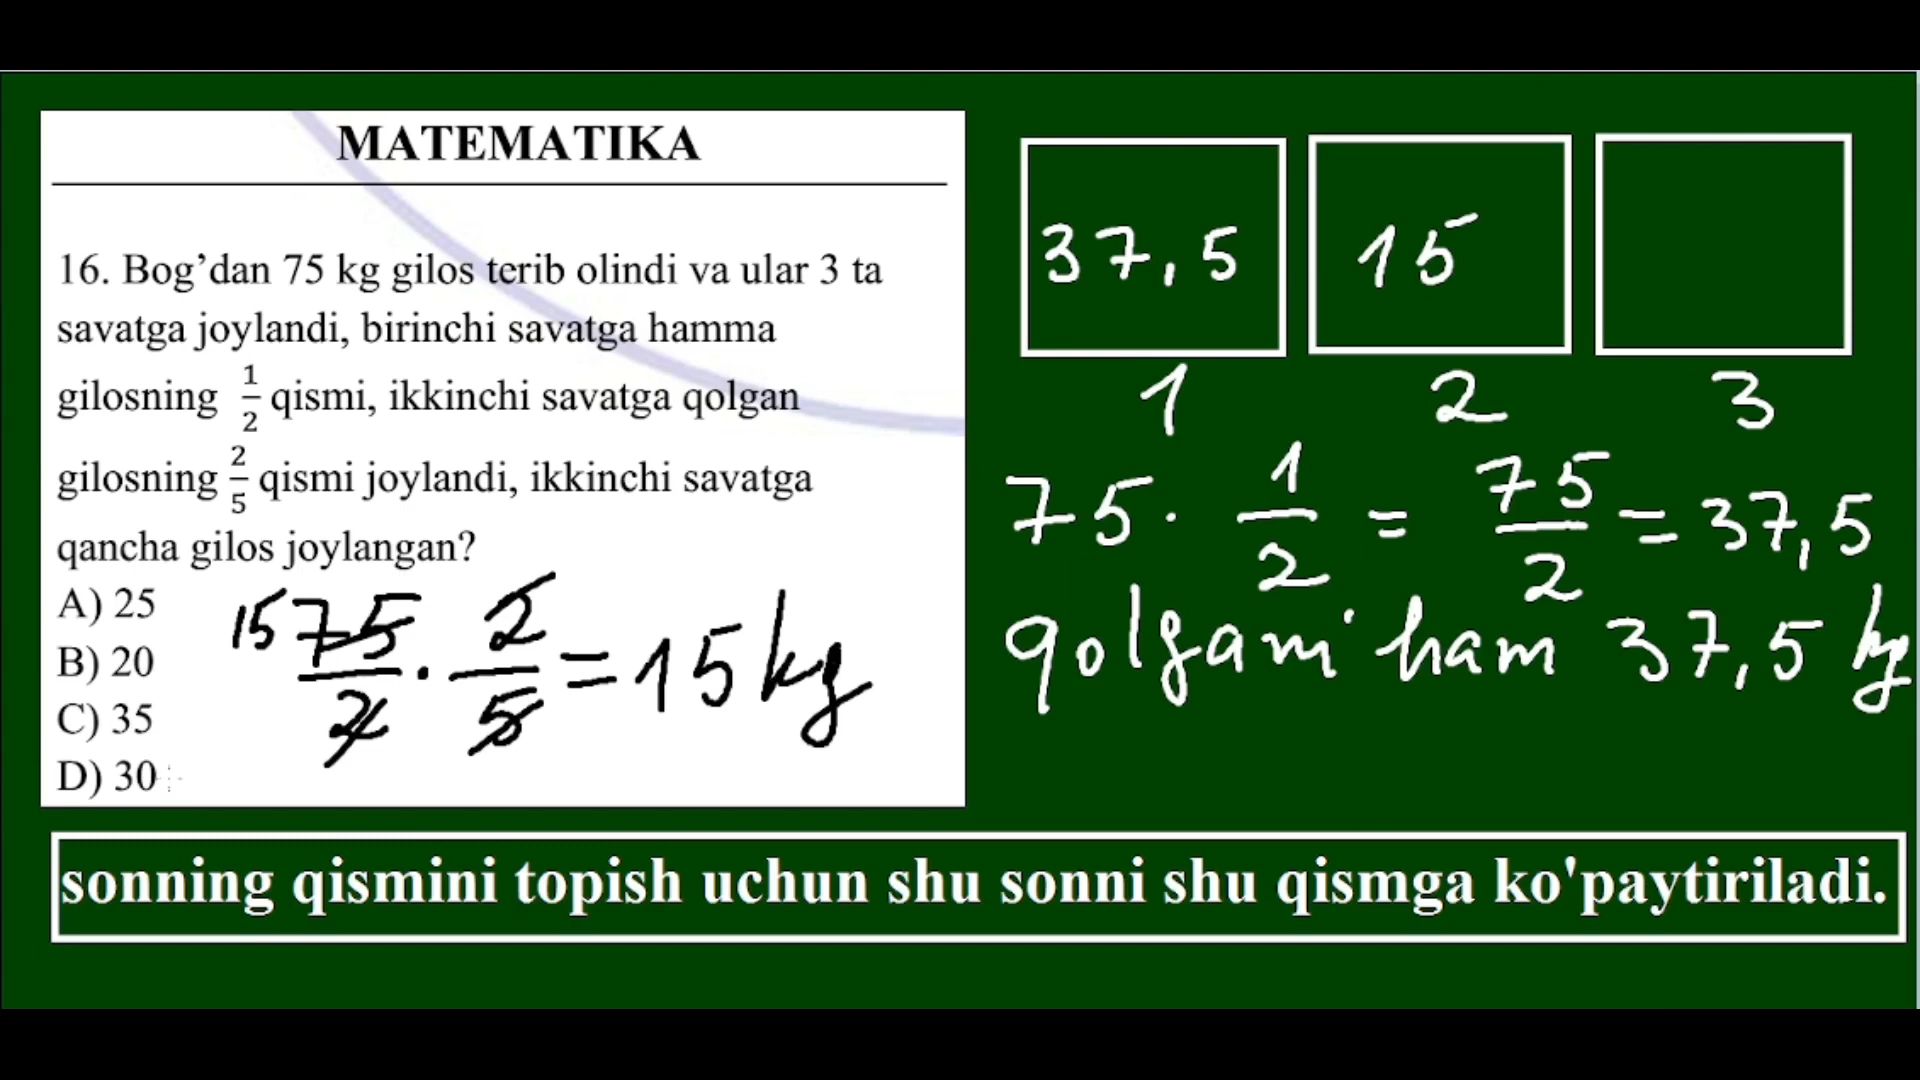 MATEMATIKA
16. Bog’dan 75 kg gilos terib olindi va ular 3 ta
savatga joylandi, birinchi savatga hamma
gilosning 1/2 qismi, ikkinchi savatga qolgan
gilosning 2/5 qismi joylandi, ikkinchi savatga
qancha gilos joylangan?
A) 25
B) 20
C) 35
D) 30
15 75/2 · 2/5 = 15 kg
37,5 15
1 2 3
75 · 1/2 = 75/2 = 37,5
qolgani ham 37,5 kg
sonning qismini topish uchun shu sonni shu qismga ko'paytiriladi.